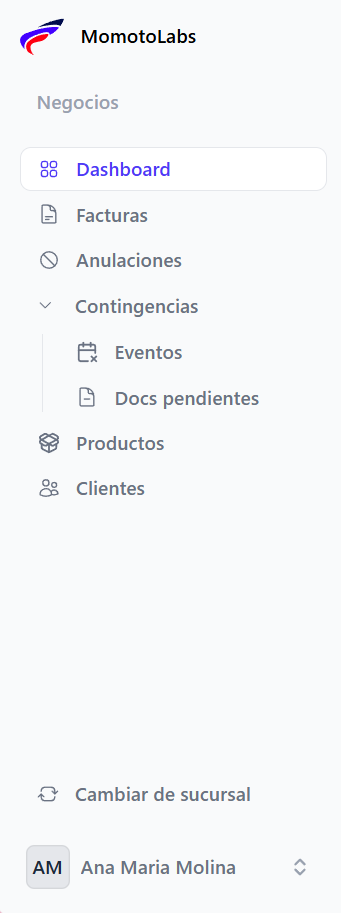 MomotoLabs
Negocios
Dashboard
Facturas
Anulaciones
Contingencias
Eventos
Docs pendientes
Productos
Clientes
Cambiar de sucursal
AM Ana Maria Molina